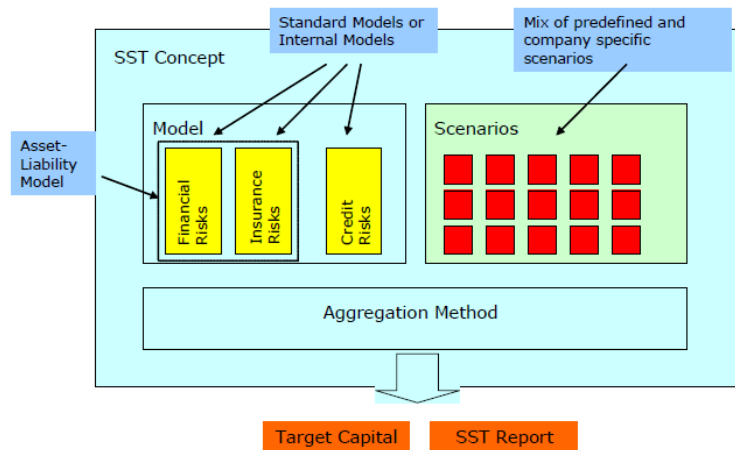 Standard Models or
Internal Models
Mix of predefined and
company specific
scenarios
SST Concept
Model
Scenarios
Asset-
Liability
Model
Financial
Risks
Insurance
Risks
Credit
Risks
Aggregation Method
Target Capital
SST Report